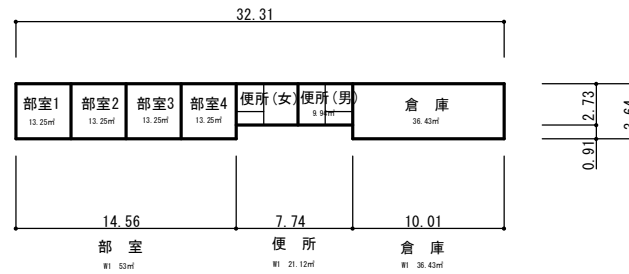 32.31
部室1
部室2
部室3
部室4
便所(女)
便所(男)
倉 庫
13.25㎡
13.25㎡
13.25㎡
13.25㎡
9.94㎡
36.43㎡
2.73
0.91
14.56
7.74
10.01
部 室
便 所
倉 庫
W1 53㎡
W1 21.12㎡
W1 36.43㎡